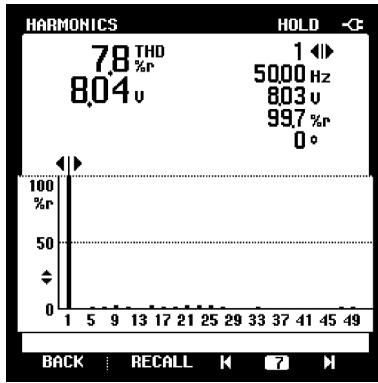 HARMONICS HOLD
7.8 THD %r
8.04 v
1
50.00 Hz
8.03 v
99.7 %r
0 °
100
%r
50
0
1 5 9 13 17 21 25 29 33 37 41 45 49
BACK RECALL 7